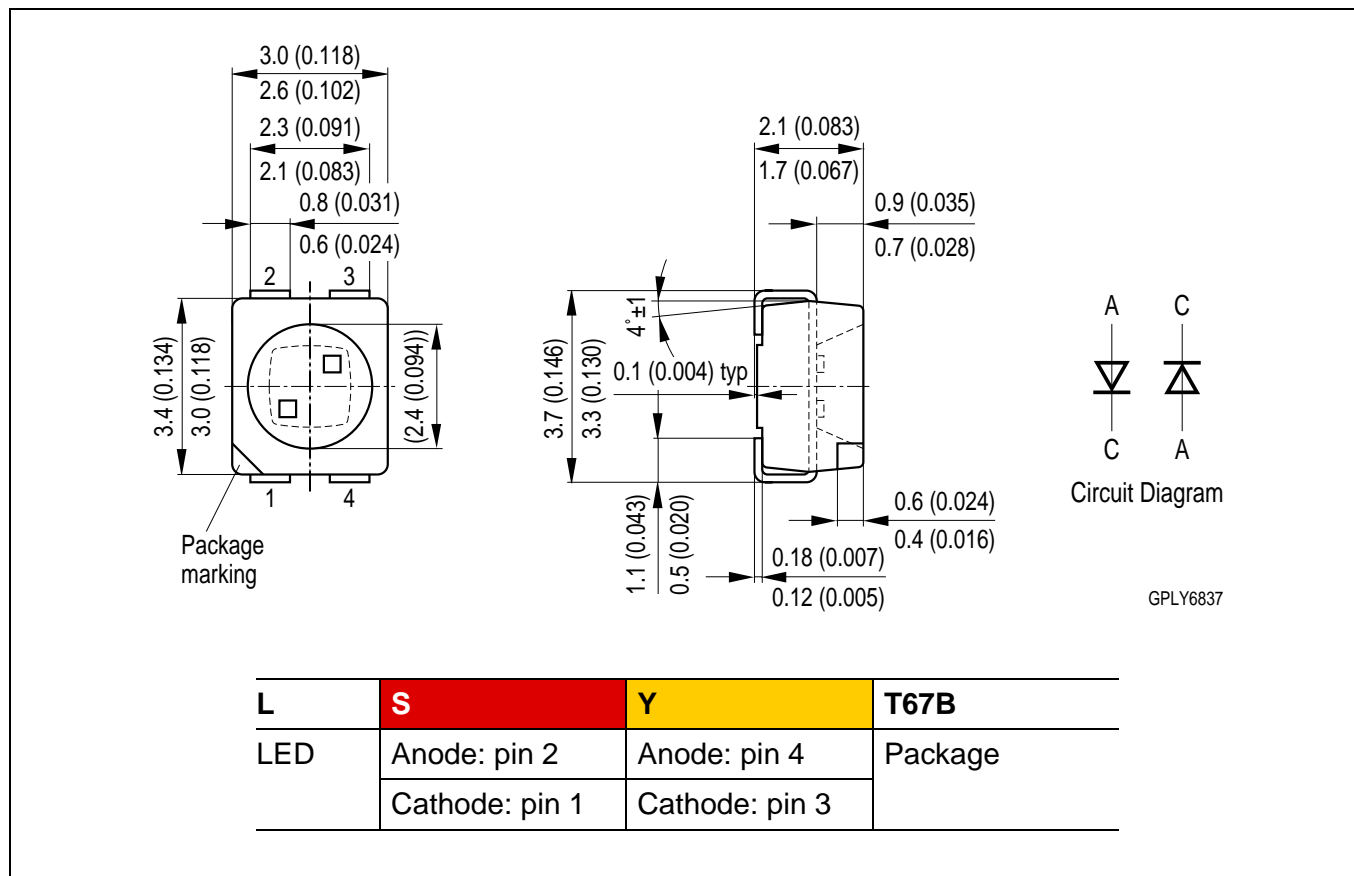 3.0 (0.118)
2.6 (0.102)
2.3 (0.091)
2.1 (0.083)
0.8 (0.031)
0.6 (0.024)
2
3
3.4 (0.134)
3.0 (0.118)
(2.4 (0.094))
1
4
Package
marking
2.1 (0.083)
1.7 (0.067)
0.9 (0.035)
0.7 (0.028)
4°±1
0.1 (0.004) typ
3.7 (0.146)
3.3 (0.130)
1.1 (0.043)
0.5 (0.020)
0.6 (0.024)
0.4 (0.016)
0.18 (0.007)
0.12 (0.005)
A C
C A
Circuit Diagram
GPLY6837
L S Y T67B
LED Anode: pin 2 Anode: pin 4 Package
Cathode: pin 1 Cathode: pin 3